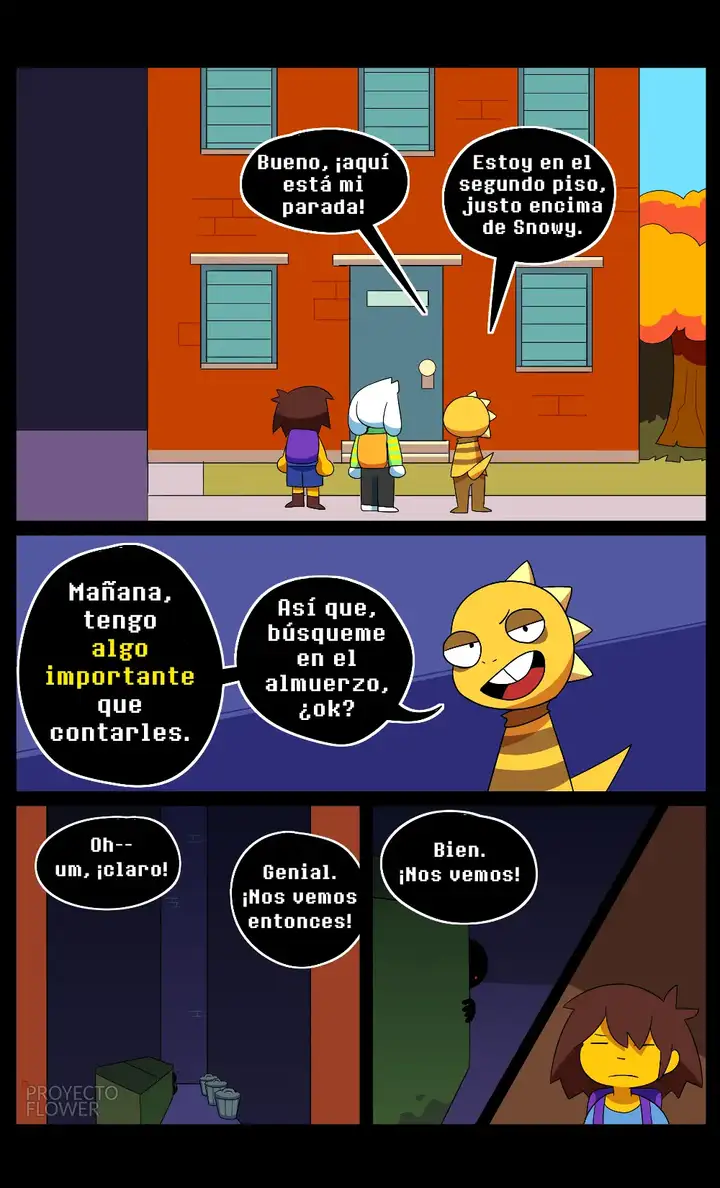 Bueno, ¡aquí
está mi
parada!
Estoy en el
segundo piso,
justo encima
de Snowy.
Mañana,
tengo
algo
importante
que
contarles.
Así que,
búsqueme
en el
almuerzo,
¿ok?
Oh--
um, ¡claro!
Genial.
¡Nos vemos
entonces!
Bien.
¡Nos vemos!
PROYECTO
FLOWER